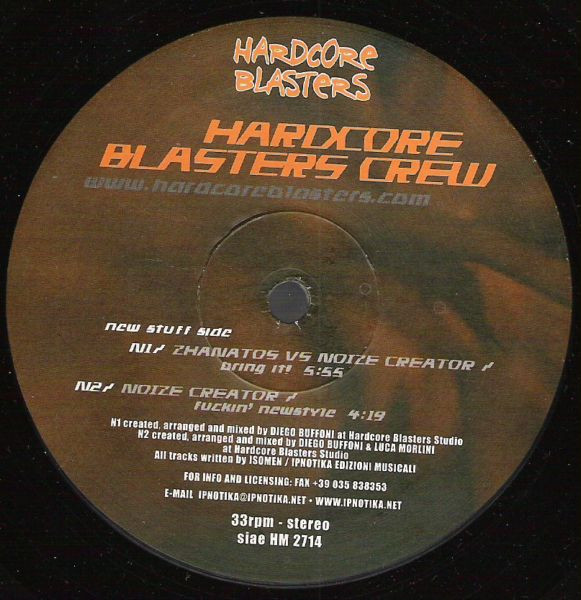 HARDCORE
BLASTERS
HARDCORE
BLASTERS CREW
www.hardcoreblasters.com
new stuff side
N1/ ZHANATOS VS NOIZE CREATOR /
bring it! 5:55
N2/ NOIZE CREATOR /
fuckin' newstyle 4:19
N1 created, arranged and mixed by DIEGO BUFFONI at Hardcore Blasters Studio
N2 created, arranged and mixed by DIEGO BUFFONI & LUCA MORLINI
at Hardcore Blasters Studio
All tracks written by ISOMEN / IPNOTIKA EDIZIONI MUSICALI
FOR INFO AND LICENSING: FAX +39 035 838353
E-MAIL IPNOTIKA@IPNOTIKA.NET • WWW.IPNOTIKA.NET
33rpm - stereo
siae HM 2714